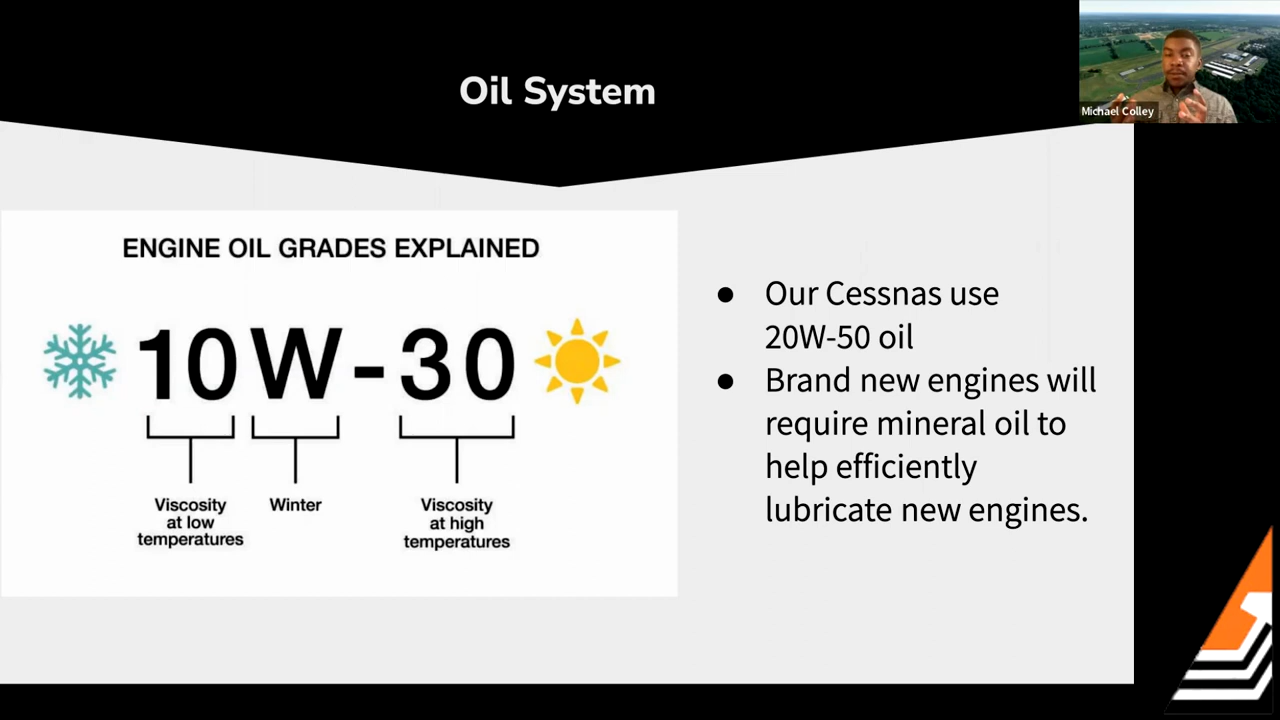 Oil System
Michael Colley
ENGINE OIL GRADES EXPLAINED
10W-30
Viscosity
at low
temperatures
Winter
Viscosity
at high
temperatures
● Our Cessnas use
20W-50 oil
● Brand new engines will
require mineral oil to
help efficiently
lubricate new engines.